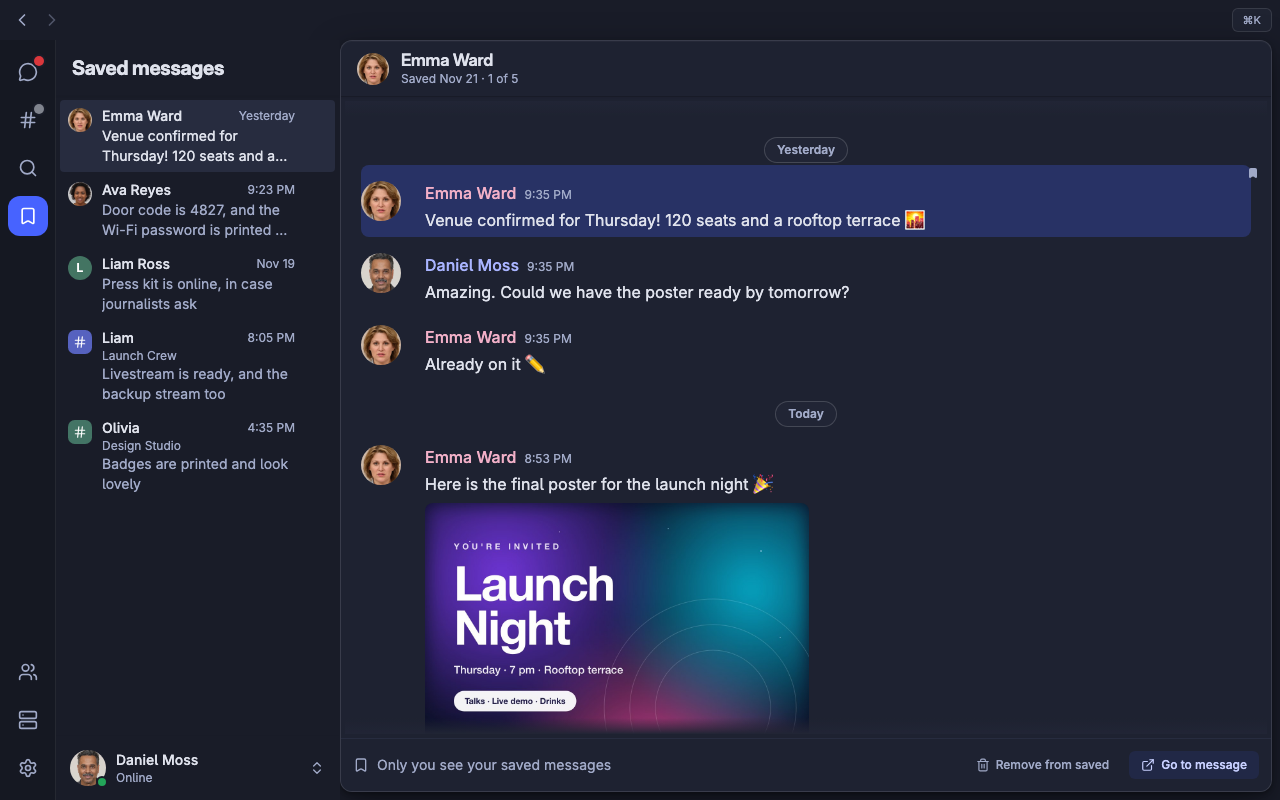 ⌘K
Saved messages
Emma Ward
Yesterday
Venue confirmed for
Thursday! 120 seats and a...
Ava Reyes
9:23 PM
Door code is 4827, and the
Wi-Fi password is printed ...
L
Liam Ross
Nov 19
Press kit is online, in case
journalists ask
Liam
8:05 PM
Launch Crew
Livestream is ready, and the
backup stream too
Olivia
4:35 PM
Design Studio
Badges are printed and look
lovely
Daniel Moss
Online
Emma Ward
Saved Nov 21 · 1 of 5
Yesterday
Emma Ward 9:35 PM
Venue confirmed for Thursday! 120 seats and a rooftop terrace 🌇
Daniel Moss 9:35 PM
Amazing. Could we have the poster ready by tomorrow?
Emma Ward 9:35 PM
Already on it ✏️
Today
Emma Ward 8:53 PM
Here is the final poster for the launch night 🎉
YOU'RE INVITED
Launch
Night
Thursday · 7 pm · Rooftop terrace
Talks · Live demo · Drinks
Only you see your saved messages
Remove from saved
Go to message